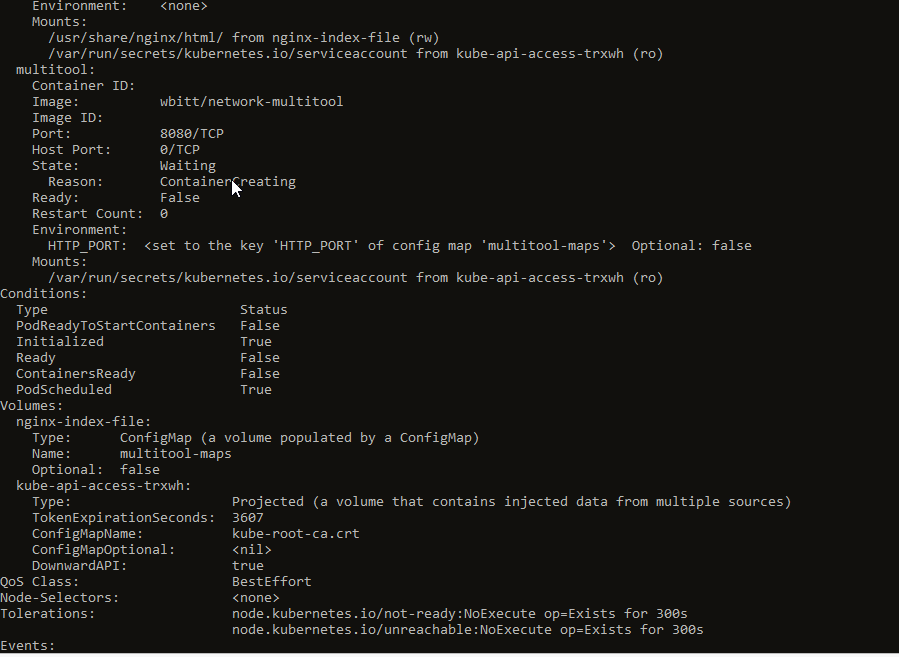 Environment:    <none>
    Mounts:
      /usr/share/nginx/html/ from nginx-index-file (rw)
      /var/run/secrets/kubernetes.io/serviceaccount from kube-api-access-trxwh (ro)
  multitool:
    Container ID:
    Image:          wbitt/network-multitool
    Image ID:
    Port:           8080/TCP
    Host Port:      0/TCP
    State:          Waiting
      Reason:       ContainerCreating
    Ready:          False
    Restart Count:  0
    Environment:
      HTTP_PORT:  <set to the key 'HTTP_PORT' of config map 'multitool-maps'>  Optional: false
    Mounts:
      /var/run/secrets/kubernetes.io/serviceaccount from kube-api-access-trxwh (ro)
Conditions:
  Type                        Status
  PodReadyToStartContainers   False
  Initialized                 True
  Ready                       False
  ContainersReady             False
  PodScheduled                True
Volumes:
  nginx-index-file:
    Type:      ConfigMap (a volume populated by a ConfigMap)
    Name:      multitool-maps
    Optional:  false
  kube-api-access-trxwh:
    Type:                    Projected (a volume that contains injected data from multiple sources)
    TokenExpirationSeconds:  3607
    ConfigMapName:           kube-root-ca.crt
    ConfigMapOptional:       <nil>
    DownwardAPI:             true
QoS Class:                   BestEffort
Node-Selectors:              <none>
Tolerations:                 node.kubernetes.io/not-ready:NoExecute op=Exists for 300s
                             node.kubernetes.io/unreachable:NoExecute op=Exists for 300s
Events: